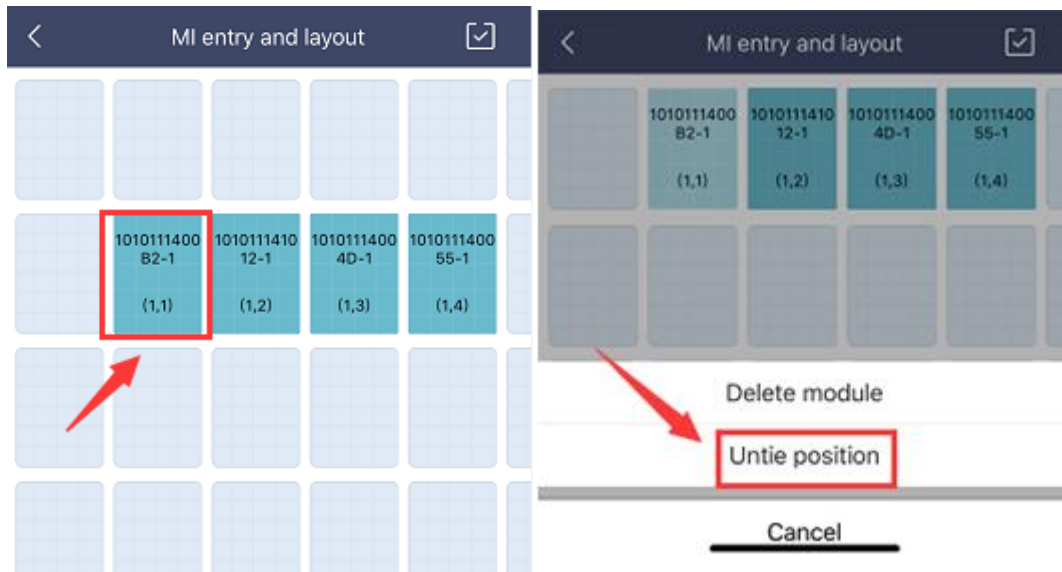 MI entry and layout
1010111400
B2-1
(1,1)
1010111410
12-1
(1,2)
1010111400
4D-1
(1,3)
1010111400
55-1
(1,4)
MI entry and layout
1010111400
B2-1
(1,1)
1010111410
12-1
(1,2)
1010111400
4D-1
(1,3)
1010111400
55-1
(1,4)
Delete module
Untie position
Cancel